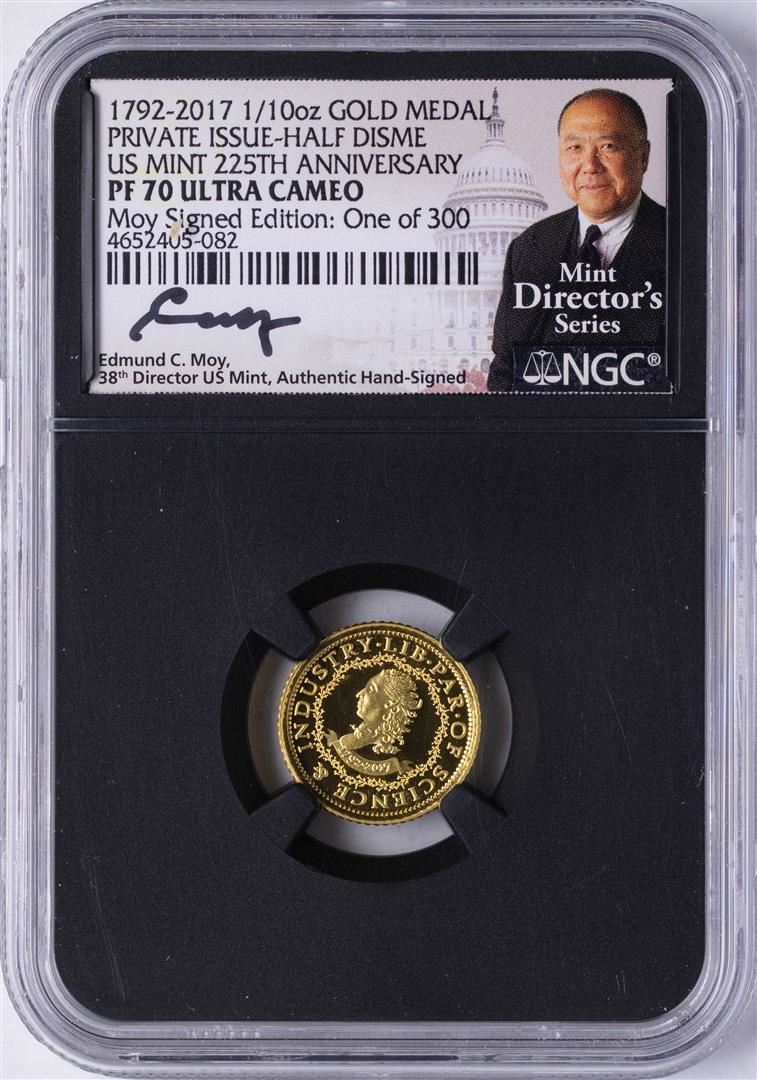 1792-2017 1/10oz GOLD MEDAL
PRIVATE ISSUE-HALF DISME
US MINT 225TH ANNIVERSARY
PF 70 ULTRA CAMEO
Moy Signed Edition: One of 300
4652405-082
Edmund C. Moy,
38th Director US Mint, Authentic Hand-Signed
Mint
Director's
Series
NGC®
LIB·PAR·OF SCIENCE & INDUSTRY·